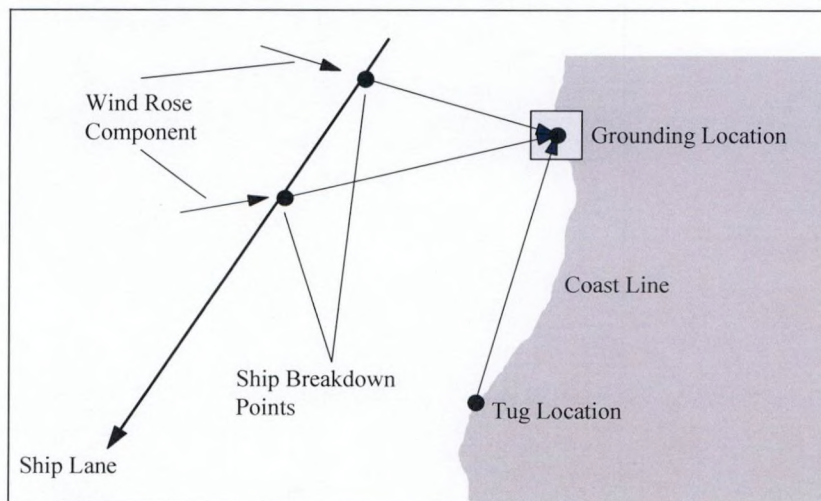 Wind Rose
Component
Grounding Location
Coast Line
Ship Breakdown
Points
Tug Location
Ship Lane